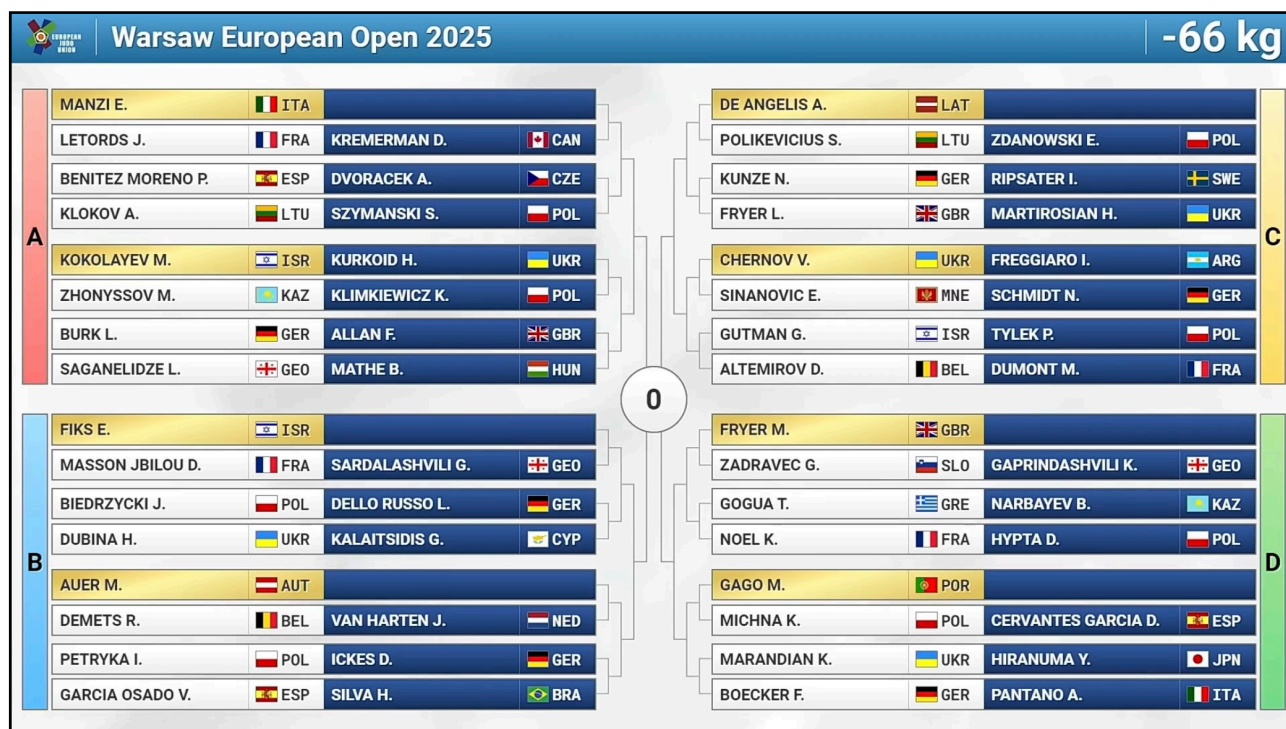 EUROPEAN JUDO UNION
Warsaw European Open 2025
-66 kg
A
MANZI E. ITA
LETORDS J. FRA KREMERMAN D. CAN
BENITEZ MORENO P. ESP DVORACEK A. CZE
KLOKOV A. LTU SZYMANSKI S. POL
KOKOLAYEV M. ISR KURKOID H. UKR
ZHONYSSOV M. KAZ KLIMKIEWICZ K. POL
BURK L. GER ALLAN F. GBR
SAGANELIDZE L. GEO MATHE B. HUN
B
FIKS E. ISR
MASSON JBILOU D. FRA SARDALASHVILI G. GEO
BIEDRZYCKI J. POL DELLO RUSSO L. GER
DUBINA H. UKR KALAITSIDIS G. CYP
AUER M. AUT
DEMETS R. BEL VAN HARTEN J. NED
PETRYKA I. POL ICKES D. GER
GARCIA OSADO V. ESP SILVA H. BRA
0
C
DE ANGELIS A. LAT
POLIKEVICIUS S. LTU ZDANOWSKI E. POL
KUNZE N. GER RIPSATER I. SWE
FRYER L. GBR MARTIROSIAN H. UKR
CHERNOV V. UKR FREGGIARO I. ARG
SINANOVIC E. MNE SCHMIDT N. GER
GUTMAN G. ISR TYLEK P. POL
ALTEMIROV D. BEL DUMONT M. FRA
D
FRYER M. GBR
ZADRAVEC G. SLO GAPRINDASHVILI K. GEO
GOGUA T. GRE NARBAYEV B. KAZ
NOEL K. FRA HYPTA D. POL
GAGO M. POR
MICHNA K. POL CERVANTES GARCIA D. ESP
MARANDIAN K. UKR HIRANUMA Y. JPN
BOECKER F. GER PANTANO A. ITA